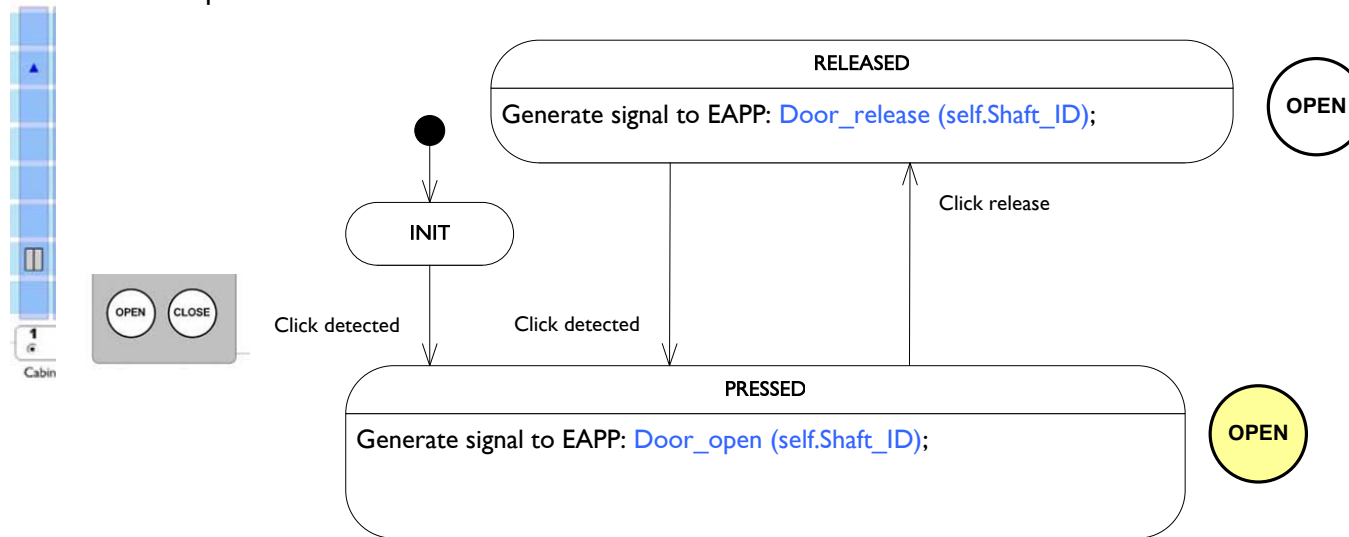 RELEASED
Generate signal to EAPP: Door_release (self.Shaft_ID);
OPEN
Click release
INIT
OPEN
CLOSE
Click detected
Click detected
1
Cabin
PRESSED
Generate signal to EAPP: Door_open (self.Shaft_ID);
OPEN